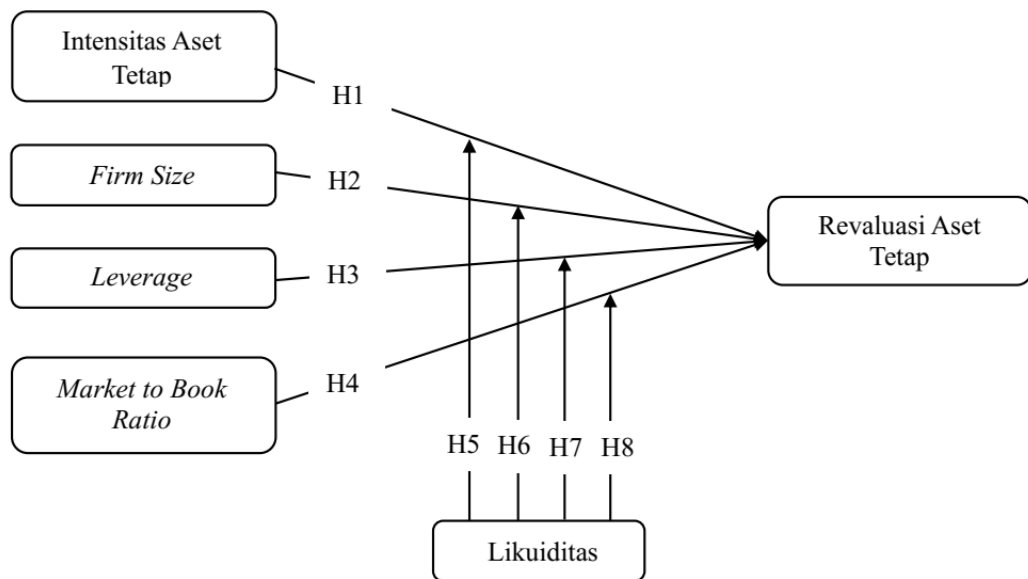 Intensitas Aset
Tetap
H1
Firm Size
H2
Leverage
H3
Market to Book
Ratio
H4
Revaluasi Aset
Tetap
H5 H6 H7 H8
Likuiditas